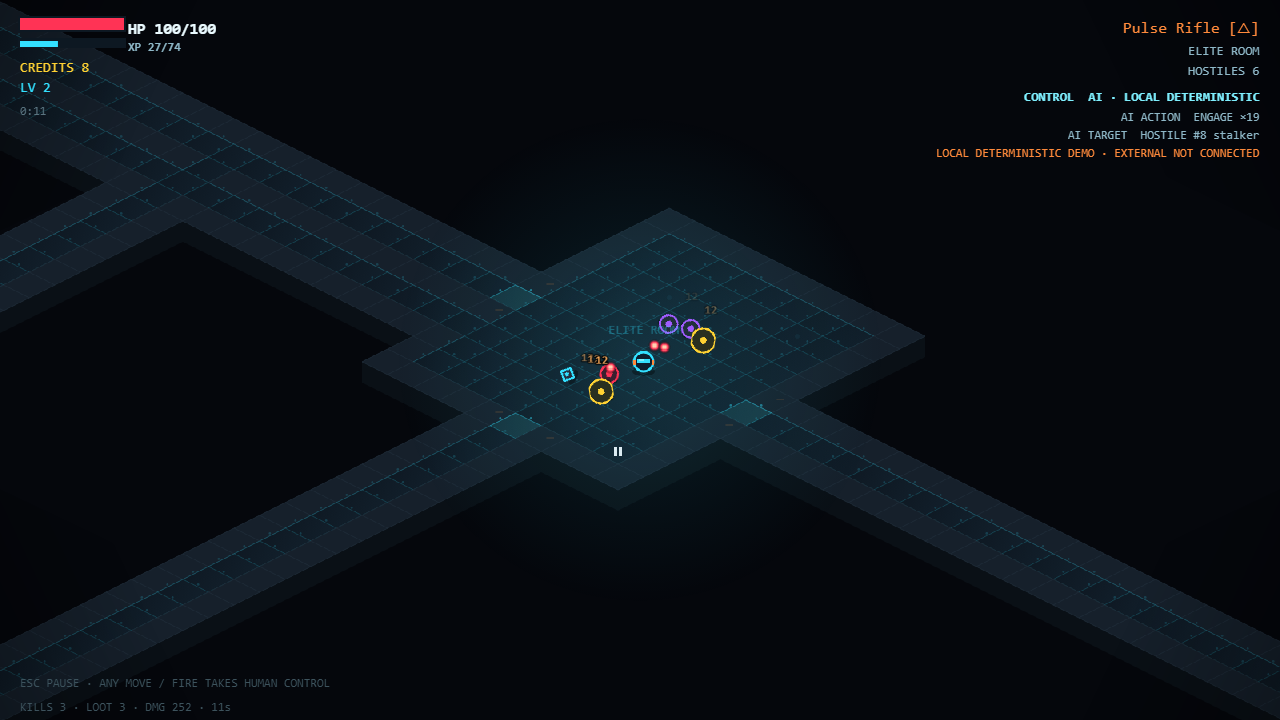 HP 100/100
XP 27/74
CREDITS 8
LV 2
0:11
Pulse Rifle [△]
ELITE ROOM
HOSTILES 6
CONTROL AI · LOCAL DETERMINISTIC
AI ACTION ENGAGE ×19
AI TARGET HOSTILE #8 stalker
LOCAL DETERMINISTIC DEMO · EXTERNAL NOT CONNECTED
12
12
ELITE
12
ESC PAUSE · ANY MOVE / FIRE TAKES HUMAN CONTROL
KILLS 3 · LOOT 3 · DMG 252 · 11s